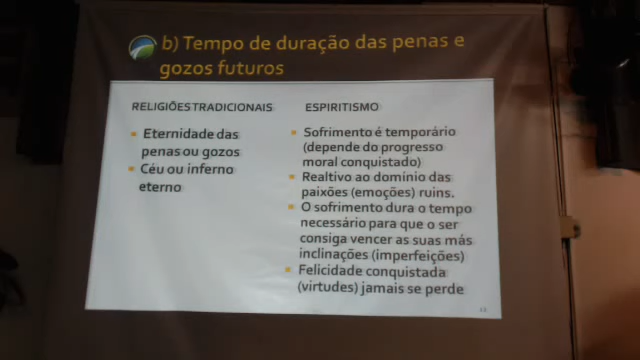 b) Tempo de duração das penas e
gozos futuros
RELIGIÕES TRADICIONAIS
Eternidade das
penas ou gozos
Céu ou inferno
eterno
ESPIRITISMO
Sofrimento é temporário
(depende do progresso
moral conquistado)
Realtivo ao domínio das
paixões (emoções) ruins.
O sofrimento dura o tempo
necessário para que o ser
consiga vencer as suas más
inclinações (imperfeições)
Felicidade conquistada
(virtudes) jamais se perde